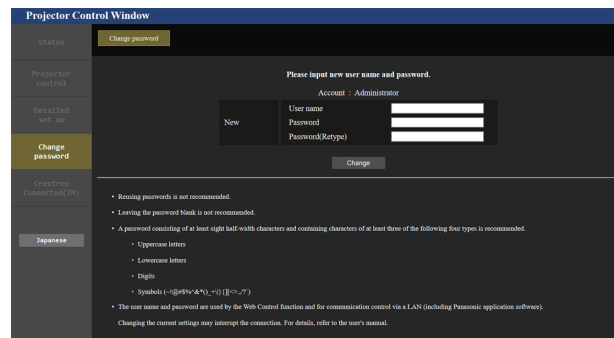 Projector Control Window
Status
Change password
Projector
control
Detailed
set up
Change
password
Crestron
Connected(TM)
Japanese
Please input new user name and password.
Account : Administrator
New
User name
Password
Password(Retype)
Change
• Reusing passwords is not recommended.
• Leaving the password blank is not recommended.
• A password consisting of at least eight half-width characters and containing characters of at least three of the following four types is recommended.
Uppercase letters
Lowercase letters
Digits
Symbols
• The user name and password are used by the Web Control function and for communication control via a LAN (including Panasonic application software).
Changing the current settings may interrupt the connection. For details, refer to the user's manual.